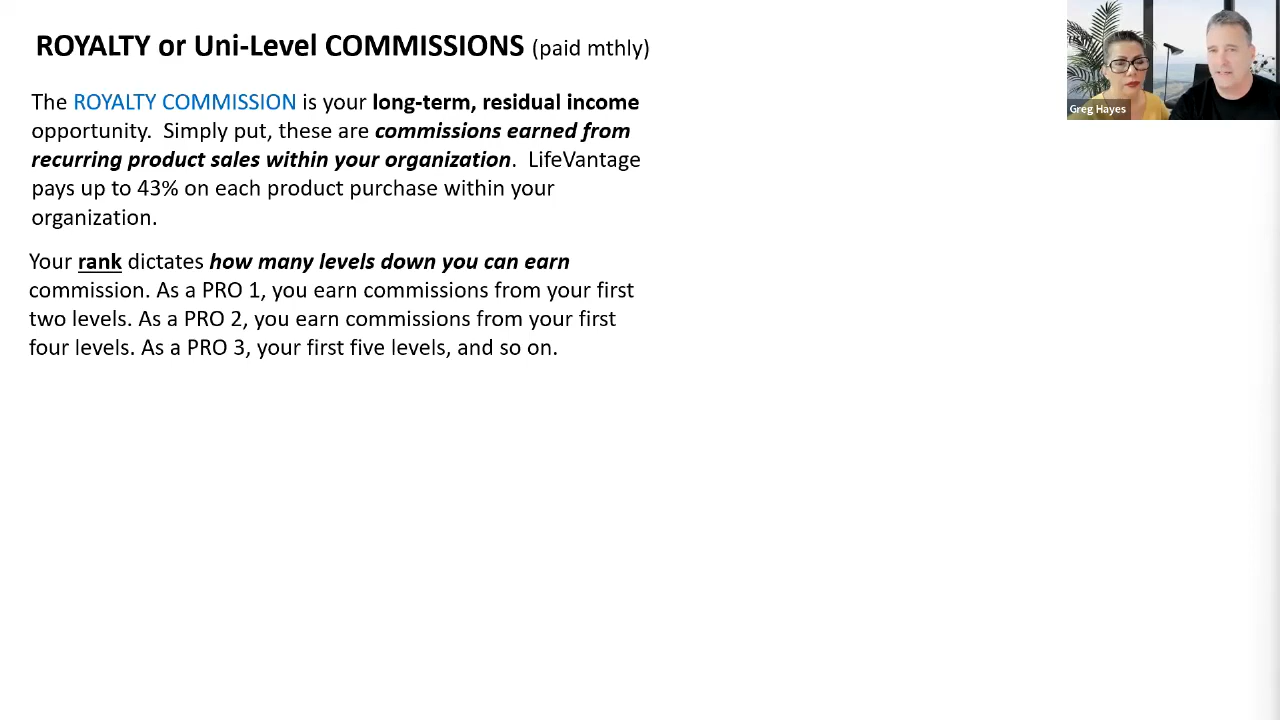 ROYALTY or Uni-Level COMMISSIONS (paid mthly)
The ROYALTY COMMISSION is your long-term, residual income
opportunity.  Simply put, these are commissions earned from
recurring product sales within your organization.  LifeVantage
pays up to 43% on each product purchase within your
organization.
Your rank dictates how many levels down you can earn
commission. As a PRO 1, you earn commissions from your first
two levels. As a PRO 2, you earn commissions from your first
four levels. As a PRO 3, your first five levels, and so on.
Greg Hayes